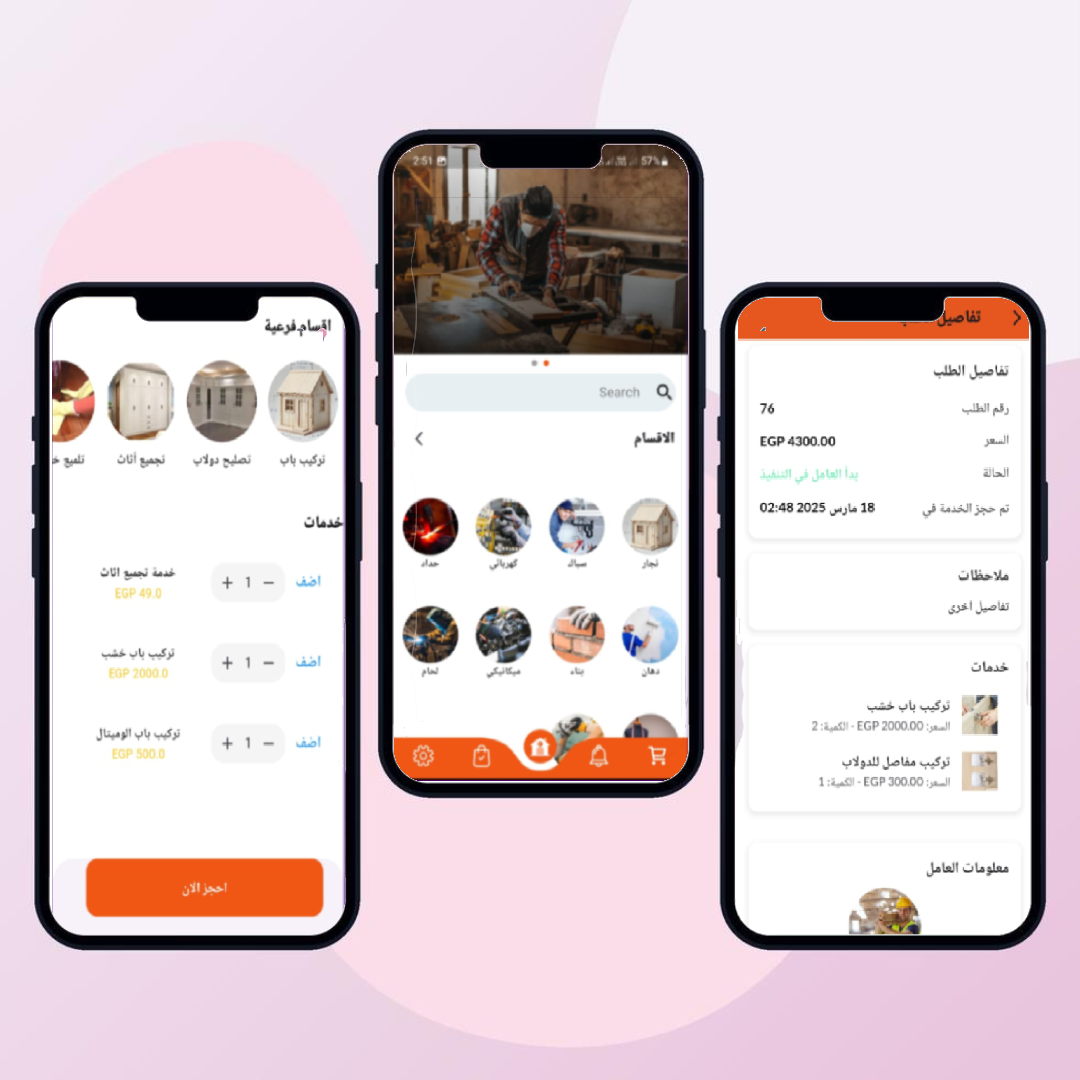 اقسام فرعية
تركيب باب
تصليح دولاب
تجميع أثاث
تلميع
خدمات
اضف
− 1 +
خدمة تجميع اثاث
EGP 49.0
اضف
− 1 +
تركيب باب خشب
EGP 2000.0
اضف
− 1 +
تركيب باب الوميتال
EGP 500.0
احجز الان
2:51
57%
Search
الاقسام
نجار
سباك
كهربائي
حداد
دهان
بناء
ميكانيكي
لحام
تفاصيل
تفاصيل الطلب
رقم الطلب 76
السعر EGP 4300.00
الحالة بدأ العامل في التنفيذ
تم حجز الخدمة في 18 مارس 2025 02:48
ملاحظات
تفاصيل اخرى
خدمات
تركيب باب خشب
السعر: EGP 2000.00 - الكمية: 2
تركيب مفاصل للدولاب
السعر: EGP 300.00 - الكمية: 1
معلومات العامل